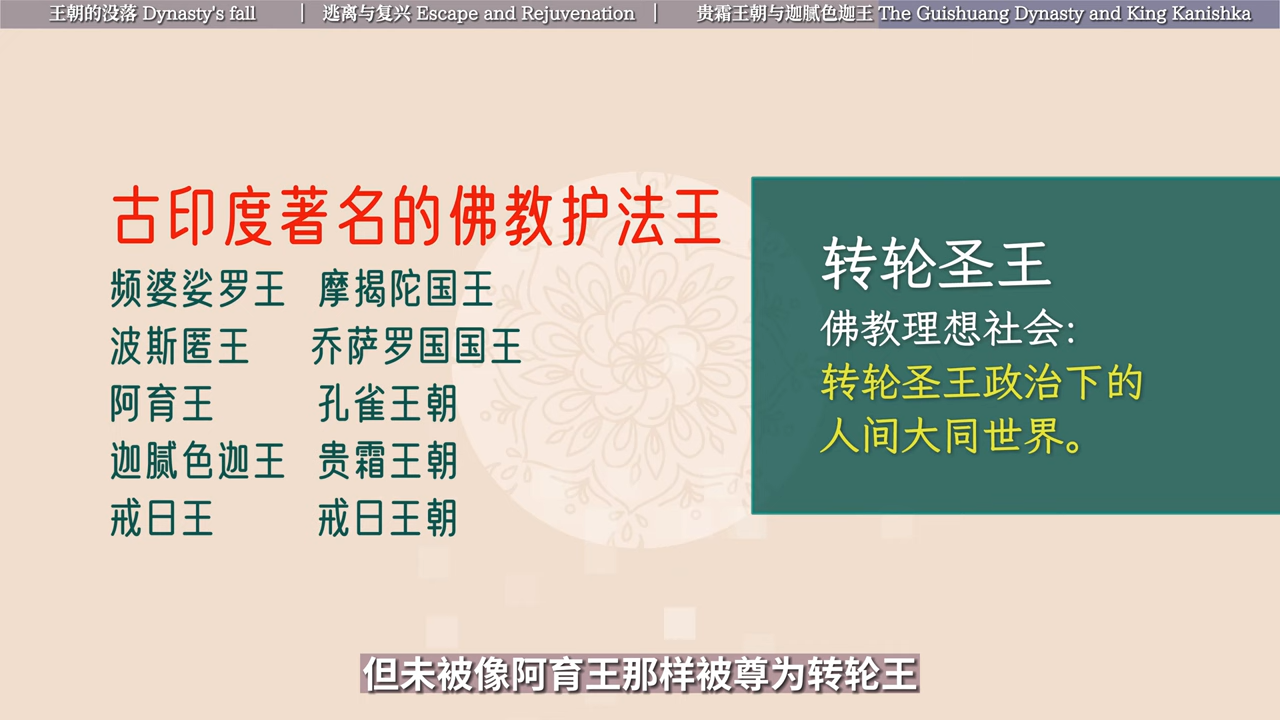 王朝的没落 Dynasty's fall | 逃离与复兴 Escape and Rejuvenation | 贵霜王朝与迦腻色迦王 The Guishuang Dynasty and King Kanishka
古印度著名的佛教护法王
频婆娑罗王 摩揭陀国王
波斯匿王 乔萨罗国国王
阿育王 孔雀王朝
迦腻色迦王 贵霜王朝
戒日王 戒日王朝
转轮圣王
佛教理想社会:
转轮圣王政治下的
人间大同世界。
但未被像阿育王那样被尊为转轮王